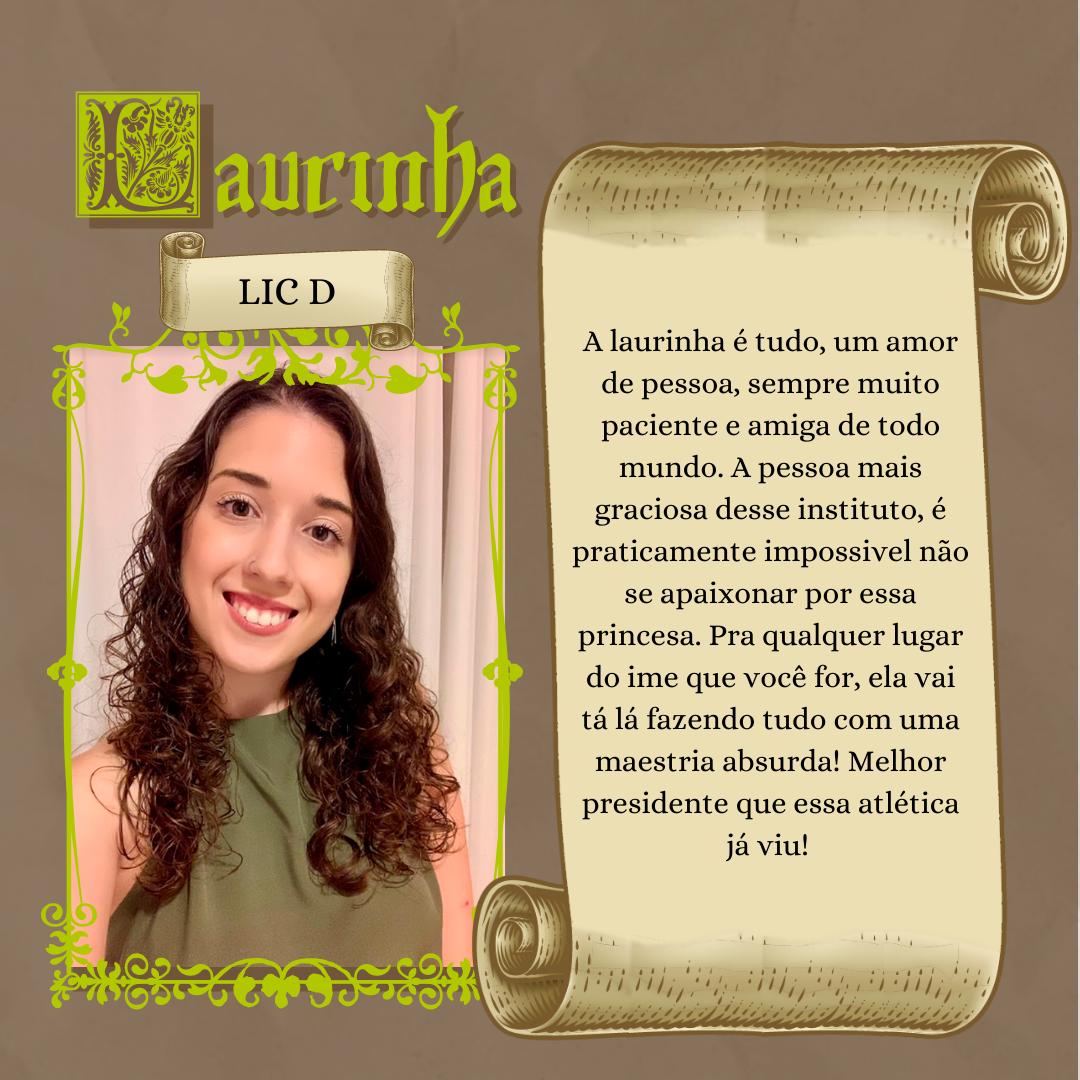 Laurinha
LIC D
A laurinha é tudo, um amor
de pessoa, sempre muito
paciente e amiga de todo
mundo. A pessoa mais
graciosa desse instituto, é
praticamente impossivel não
se apaixonar por essa
princesa. Pra qualquer lugar
do ime que você for, ela vai
tá lá fazendo tudo com uma
maestria absurda! Melhor
presidente que essa atlética
já viu!